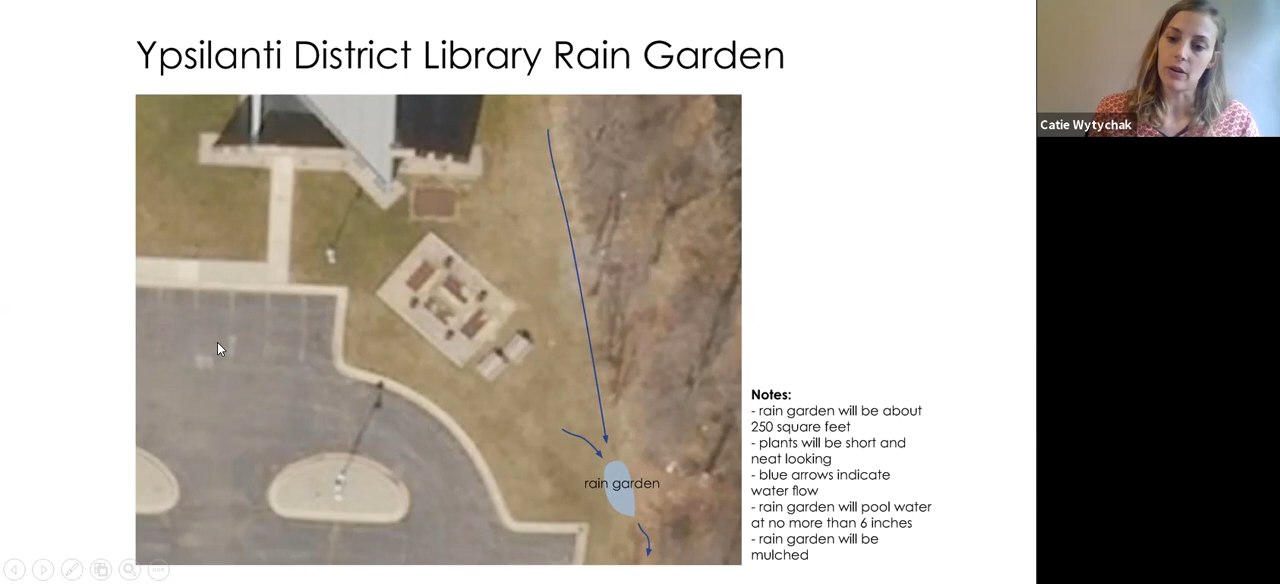 Ypsilanti District Library Rain Garden
Catie Wytychak
rain garden
Notes:
- rain garden will be about
250 square feet
- plants will be short and
neat looking
- blue arrows indicate
water flow
- rain garden will pool water
at no more than 6 inches
- rain garden will be
mulched